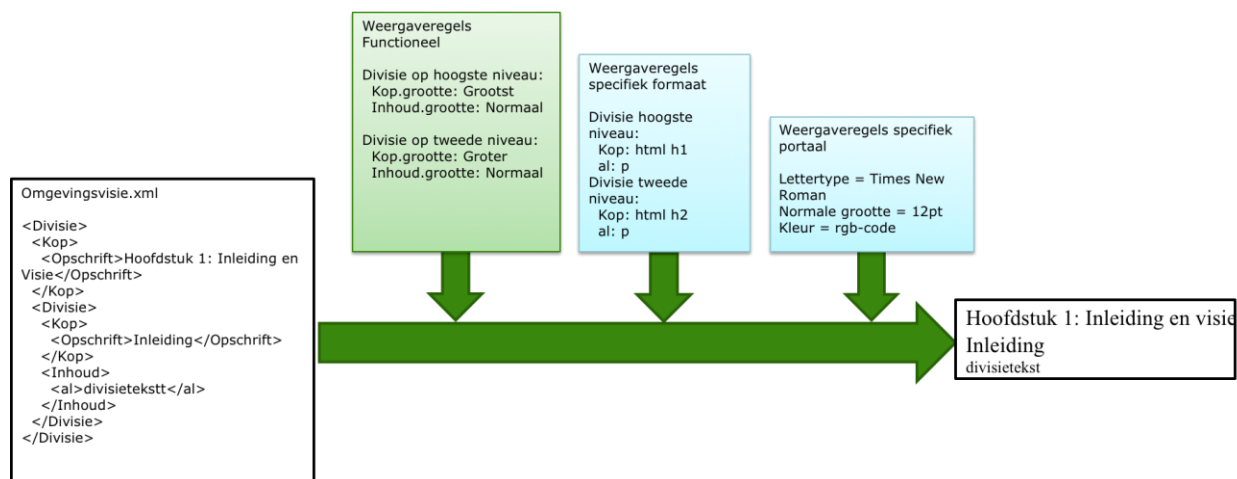 Omgevingsvisie.xml
<Divisie>
<Kop>
<Opschrift>Hoofdstuk 1: Inleiding en
Visie</Opschrift>
</Kop>
<Divisie>
<Kop>
<Opschrift>Inleiding</Opschrift>
</Kop>
<Inhoud>
<al>divisietekstt</al>
</Inhoud>
</Divisie>
</Divisie>
Weergaveregels
Functioneel
Divisie op hoogste niveau:
Kop.grootte: Grootst
Inhoud.grootte: Normaal
Divisie op tweede niveau:
Kop.grootte: Groter
Inhoud.grootte: Normaal
Weergaveregels
specifiek formaat
Divisie hoogste
niveau:
Kop: html h1
al: p
Divisie tweede
niveau:
Kop: html h2
al: p
Weergaveregels specifiek
portaal
Lettertype = Times New
Roman
Normale grootte = 12pt
Kleur = rgb-code
Hoofdstuk 1: Inleiding en visie
Inleiding
divisietekst